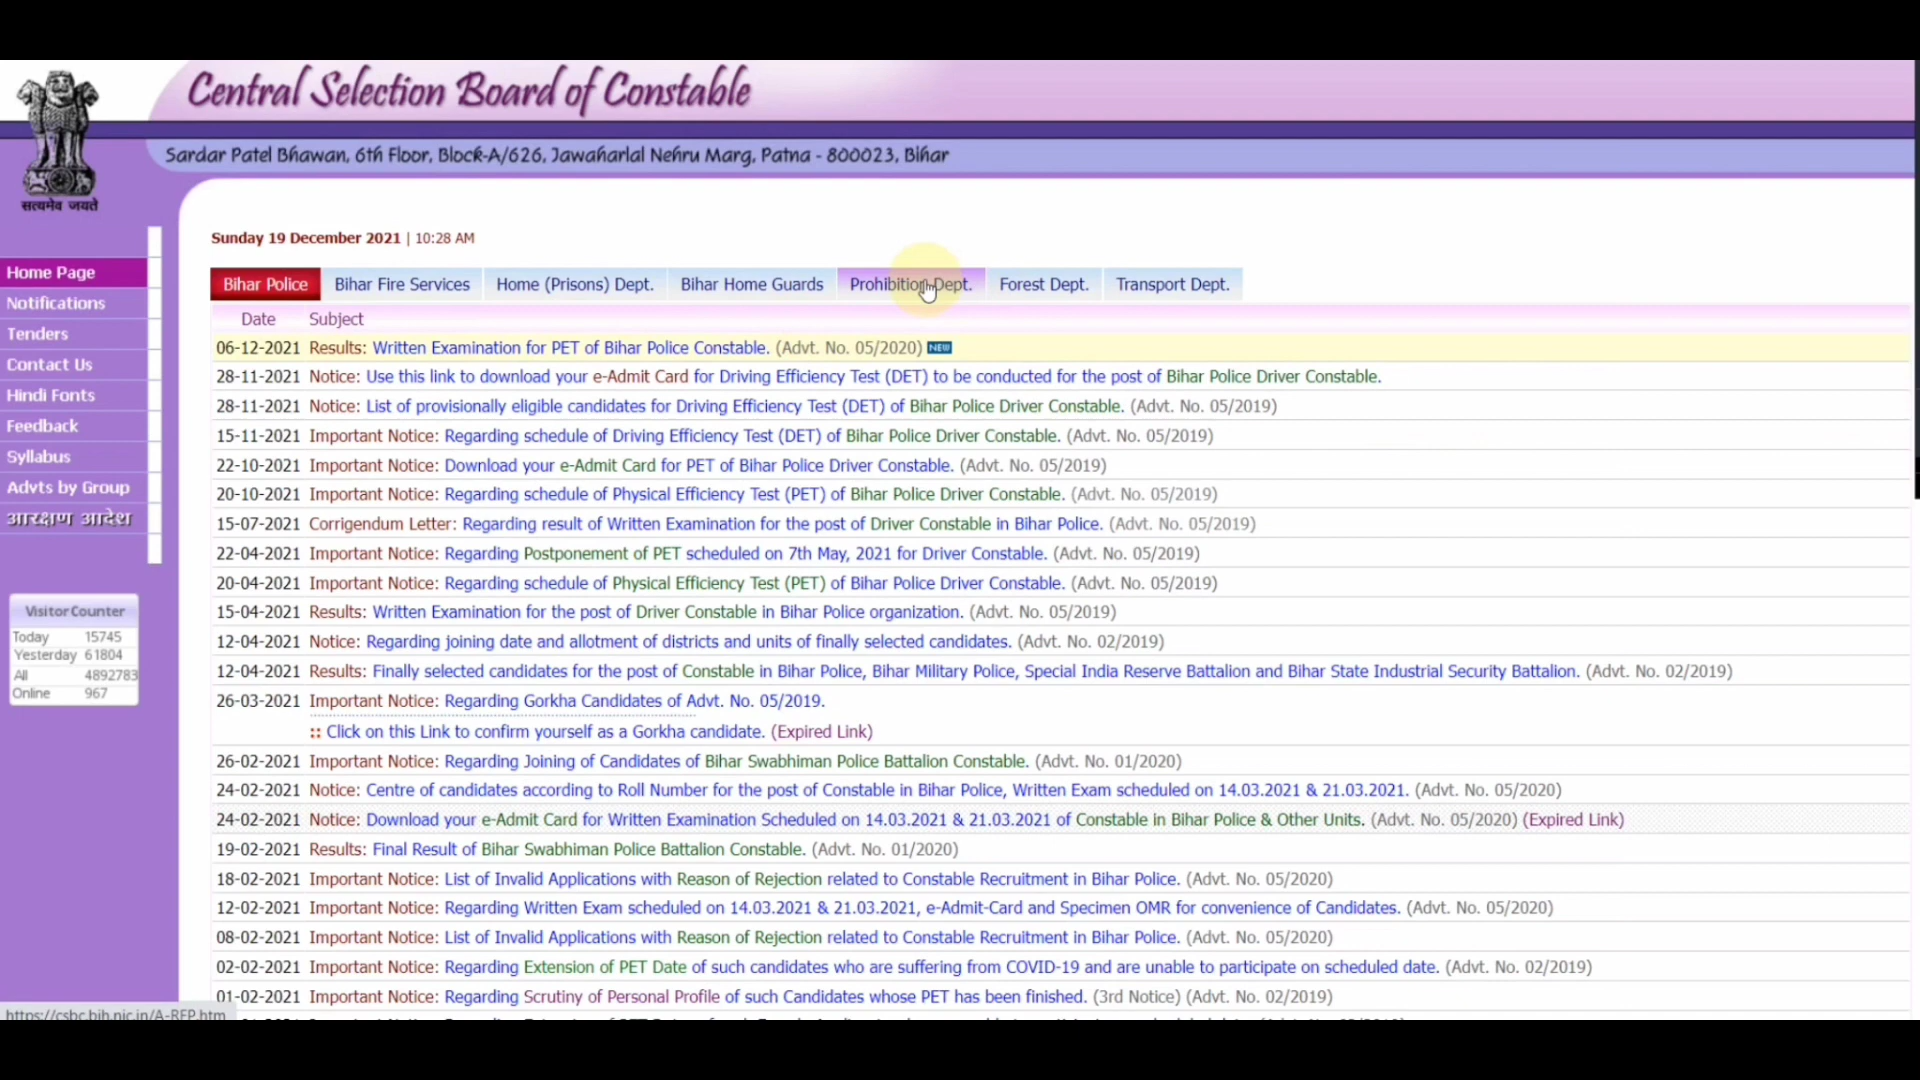 Central Selection Board of Constable
Sardar Patel Bhawan, 6th Floor, Block-A/626, Jawaharlal Nehru Marg, Patna - 800023, Bihar
सत्यमेव जयते
Sunday 19 December 2021 | 10:28 AM
Home Page
Notifications
Tenders
Contact Us
Hindi Fonts
Feedback
Syllabus
Advts by Group
आरक्षण आदेश
Visitor Counter
Today 15745
Yesterday 61804
All 4892783
Online 967
Bihar Police Bihar Fire Services Home (Prisons) Dept. Bihar Home Guards Prohibition Dept. Forest Dept. Transport Dept.
Date Subject
06-12-2021 Results: Written Examination for PET of Bihar Police Constable. (Advt. No. 05/2020) NEW
28-11-2021 Notice: Use this link to download your e-Admit Card for Driving Efficiency Test (DET) to be conducted for the post of Bihar Police Driver Constable.
28-11-2021 Notice: List of provisionally eligible candidates for Driving Efficiency Test (DET) of Bihar Police Driver Constable. (Advt. No. 05/2019)
15-11-2021 Important Notice: Regarding schedule of Driving Efficiency Test (DET) of Bihar Police Driver Constable. (Advt. No. 05/2019)
22-10-2021 Important Notice: Download your e-Admit Card for PET of Bihar Police Driver Constable. (Advt. No. 05/2019)
20-10-2021 Important Notice: Regarding schedule of Physical Efficiency Test (PET) of Bihar Police Driver Constable. (Advt. No. 05/2019)
15-07-2021 Corrigendum Letter: Regarding result of Written Examination for the post of Driver Constable in Bihar Police. (Advt. No. 05/2019)
22-04-2021 Important Notice: Regarding Postponement of PET scheduled on 7th May, 2021 for Driver Constable. (Advt. No. 05/2019)
20-04-2021 Important Notice: Regarding schedule of Physical Efficiency Test (PET) of Bihar Police Driver Constable. (Advt. No. 05/2019)
15-04-2021 Results: Written Examination for the post of Driver Constable in Bihar Police organization. (Advt. No. 05/2019)
12-04-2021 Notice: Regarding joining date and allotment of districts and units of finally selected candidates. (Advt. No. 02/2019)
12-04-2021 Results: Finally selected candidates for the post of Constable in Bihar Police, Bihar Military Police, Special India Reserve Battalion and Bihar State Industrial Security Battalion. (Advt. No. 02/2019)
26-03-2021 Important Notice: Regarding Gorkha Candidates of Advt. No. 05/2019.
:: Click on this Link to confirm yourself as a Gorkha candidate. (Expired Link)
26-02-2021 Important Notice: Regarding Joining of Candidates of Bihar Swabhiman Police Battalion Constable. (Advt. No. 01/2020)
24-02-2021 Notice: Centre of candidates according to Roll Number for the post of Constable in Bihar Police, Written Exam scheduled on 14.03.2021 & 21.03.2021. (Advt. No. 05/2020)
24-02-2021 Notice: Download your e-Admit Card for Written Examination Scheduled on 14.03.2021 & 21.03.2021 of Constable in Bihar Police & Other Units. (Advt. No. 05/2020) (Expired Link)
19-02-2021 Results: Final Result of Bihar Swabhiman Police Battalion Constable. (Advt. No. 01/2020)
18-02-2021 Important Notice: List of Invalid Applications with Reason of Rejection related to Constable Recruitment in Bihar Police. (Advt. No. 05/2020)
12-02-2021 Important Notice: Regarding Written Exam scheduled on 14.03.2021 & 21.03.2021, e-Admit-Card and Specimen OMR for convenience of Candidates. (Advt. No. 05/2020)
08-02-2021 Important Notice: List of Invalid Applications with Reason of Rejection related to Constable Recruitment in Bihar Police. (Advt. No. 05/2020)
02-02-2021 Important Notice: Regarding Extension of PET Date of such candidates who are suffering from COVID-19 and are unable to participate on scheduled date. (Advt. No. 02/2019)
01-02-2021 Important Notice: Regarding Scrutiny of Personal Profile of such Candidates whose PET has been finished. (3rd Notice) (Advt. No. 02/2019)
https://csbc.bih.nic.in/A-REP.htm